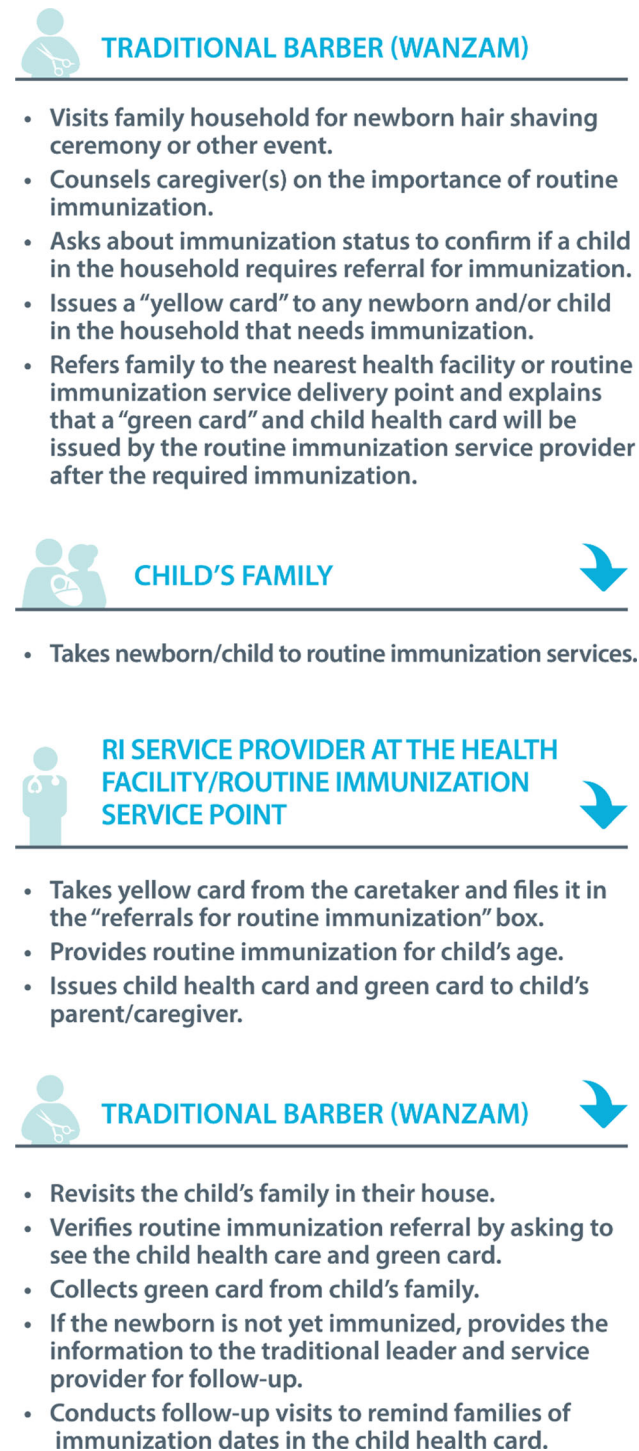 TRADITIONAL BARBER (WANZAM)
• Visits family household for newborn hair shaving
ceremony or other event.
• Counsels caregiver(s) on the importance of routine
immunization.
• Asks about immunization status to confirm if a child
in the household requires referral for immunization.
• Issues a “yellow card” to any newborn and/or child
in the household that needs immunization.
• Refers family to the nearest health facility or routine
immunization service delivery point and explains
that a “green card” and child health card will be
issued by the routine immunization service provider
after the required immunization.
CHILD’S FAMILY
• Takes newborn/child to routine immunization services.
RI SERVICE PROVIDER AT THE HEALTH
FACILITY/ROUTINE IMMUNIZATION
SERVICE POINT
• Takes yellow card from the caretaker and files it in
the “referrals for routine immunization” box.
• Provides routine immunization for child’s age.
• Issues child health card and green card to child’s
parent/caregiver.
TRADITIONAL BARBER (WANZAM)
• Revisits the child’s family in their house.
• Verifies routine immunization referral by asking to
see the child health care and green card.
• Collects green card from child’s family.
• If the newborn is not yet immunized, provides the
information to the traditional leader and service
provider for follow-up.
• Conducts follow-up visits to remind families of
immunization dates in the child health card.